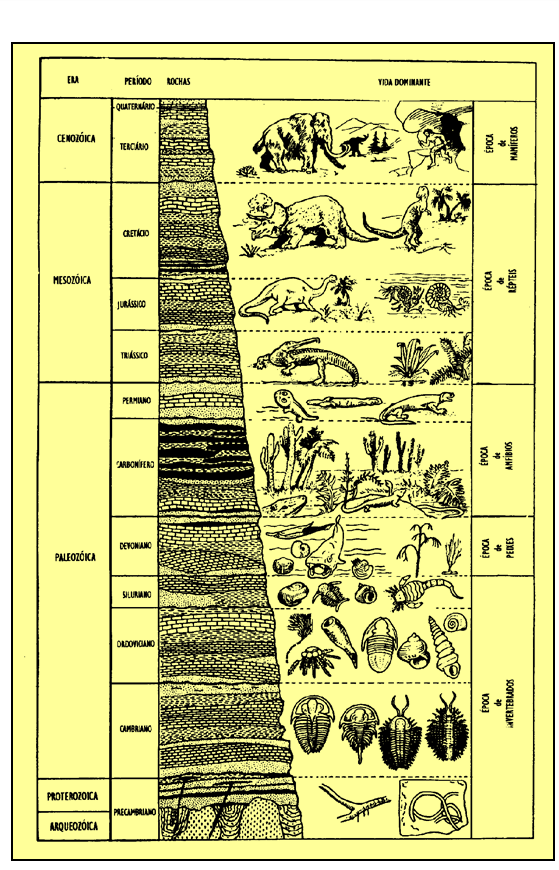 ERA PERÍODO ROCHAS VIDA DOMINANTE
CENOZÓICA
QUATERNÁRIO
TERCIÁRIO
ÉPOCA
de
MAMÍFEROS
MESOZÓICA
CRETÁCIO
JURÁSSICO
TRIÁSSICO
ÉPOCA
de
RÉPTEIS
PALEOZÓICA
PERMIANO
CARBONÍFERO
ÉPOCA
de
ANFÍBIOS
DEVONIANO
ÉPOCA
de
PEIXES
SILURIANO
ORDOVICIANO
CAMBRIANO
ÉPOCA
de
INVERTEBRADOS
PROTEROZOICA
ARQUEOZÓICA
PRECAMBRIANO